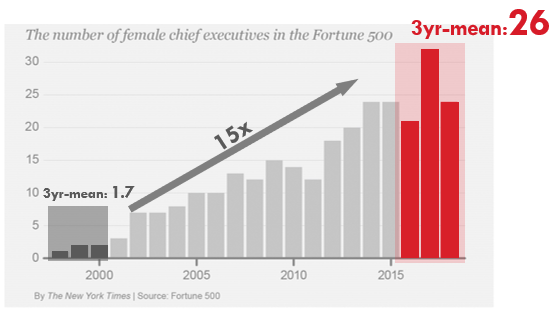 The number of female chief executives in the Fortune 500
3yr-mean: 26
30
25
20
15
10
5
0
15x
3yr-mean: 1.7
2000
2005
2010
2015
By The New York Times | Source: Fortune 500